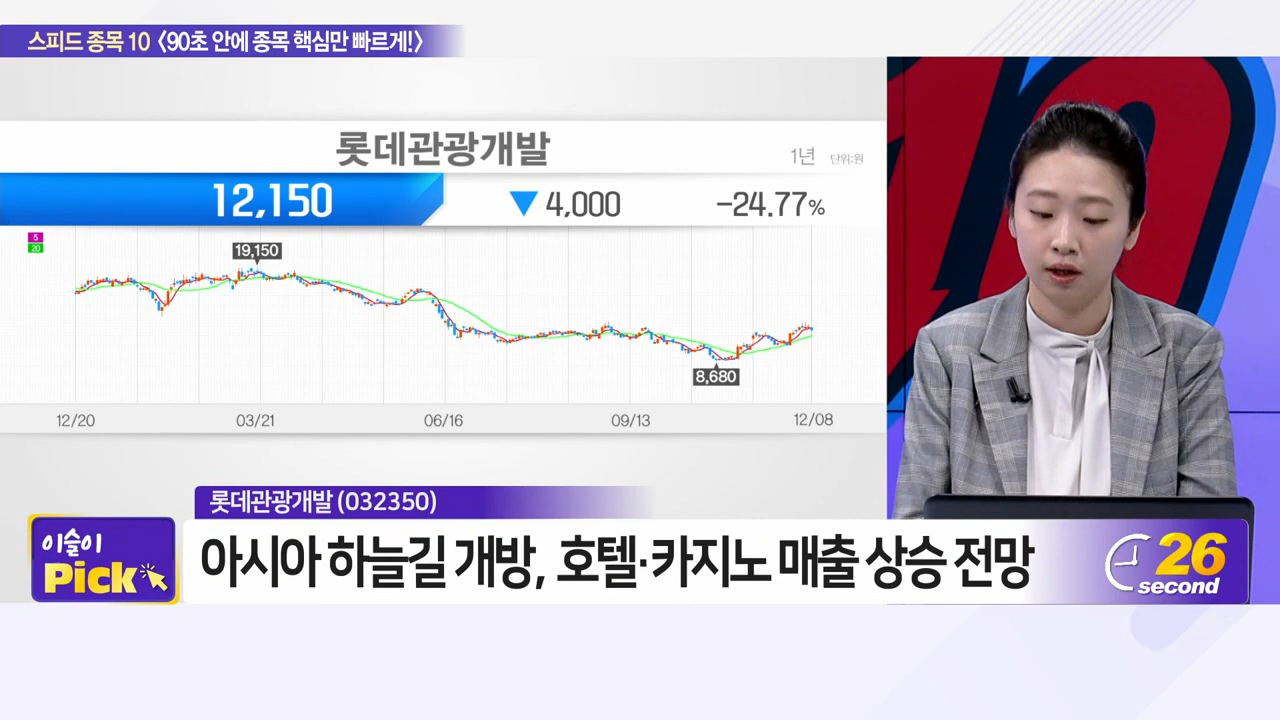 스피드 종목 10 〈90초 안에 종목 핵심만 빠르게!〉
롯데관광개발
1년 단위:원
12,150 ▼ 4,000 -24.77%
5
20
19,150
8,680
12/20 03/21 06/16 09/13 12/08
롯데관광개발 (032350)
이슬이
Pick
아시아 하늘길 개방, 호텔·카지노 매출 상승 전망
26
second